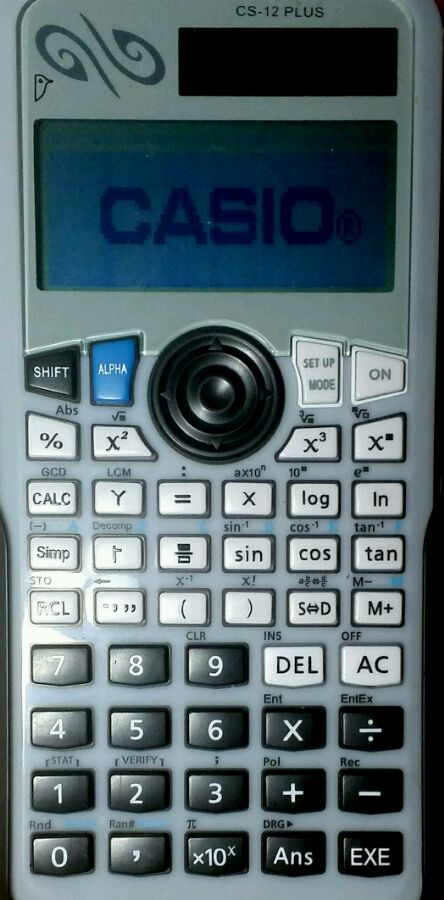 CS-12 PLUS
CASIO®
SHIFT ALPHA SET UP MODE ON
Abs √■ ³√■ ■√□
% x² x³ x■
GCD LCM : ax10ⁿ 10■ e■
CALC Y = X log ln
(−) A Decomp sin⁻¹ cos⁻¹ tan⁻¹ F
Simp sin cos tan
STO ← x⁻¹ x! M− M
RCL °,,, ( ) S⇔D M+
CLR INS OFF
7 8 9 DEL AC
Ent EntEx
4 5 6 X ÷
STAT VERIFY ; Pol Rec
1 2 3 + −
Rnd Ran# π DRG▶
0 , ×10ˣ Ans EXE